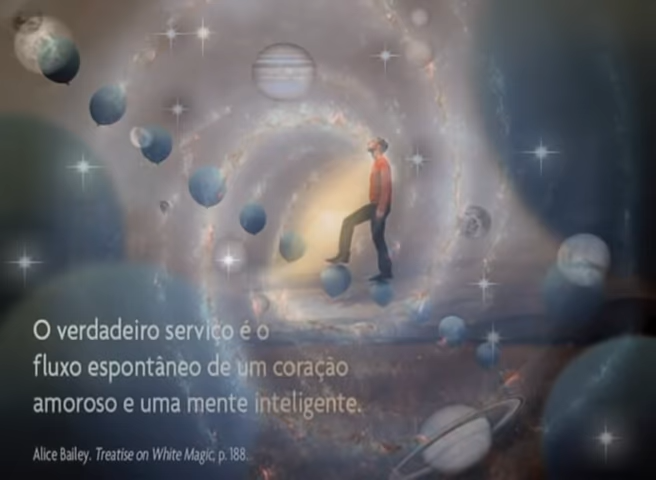 O verdadeiro serviço é o
fluxo espontâneo de um coração
amoroso e uma mente inteligente.
Alice Bailey. Treatise on White Magic, p. 188.